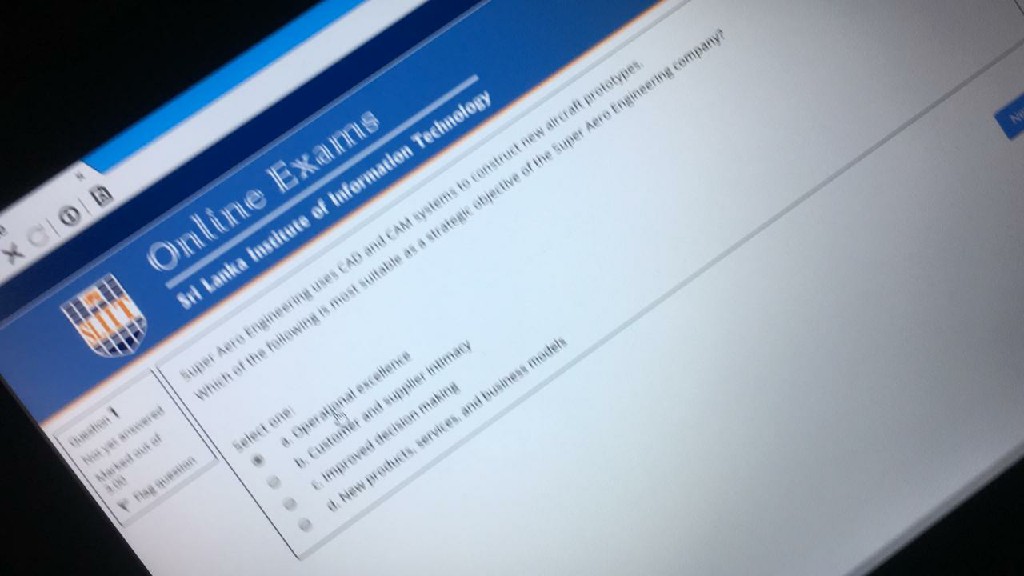 Online Exams
Sri Lanka Institute of Information Technology
SLIIT
Question 1
Not yet answered
Marked out of
3.00
Flag question
Super Aero Engineering uses CAD and CAM systems to construct new aircraft prototypes.
Which of the following is most suitable as a strategic objective of the Super Aero Engineering company?
Select one:
a. Operational excellence
b. Customer and supplier intimary
c. Improved decision making
d. New products, services, and business models